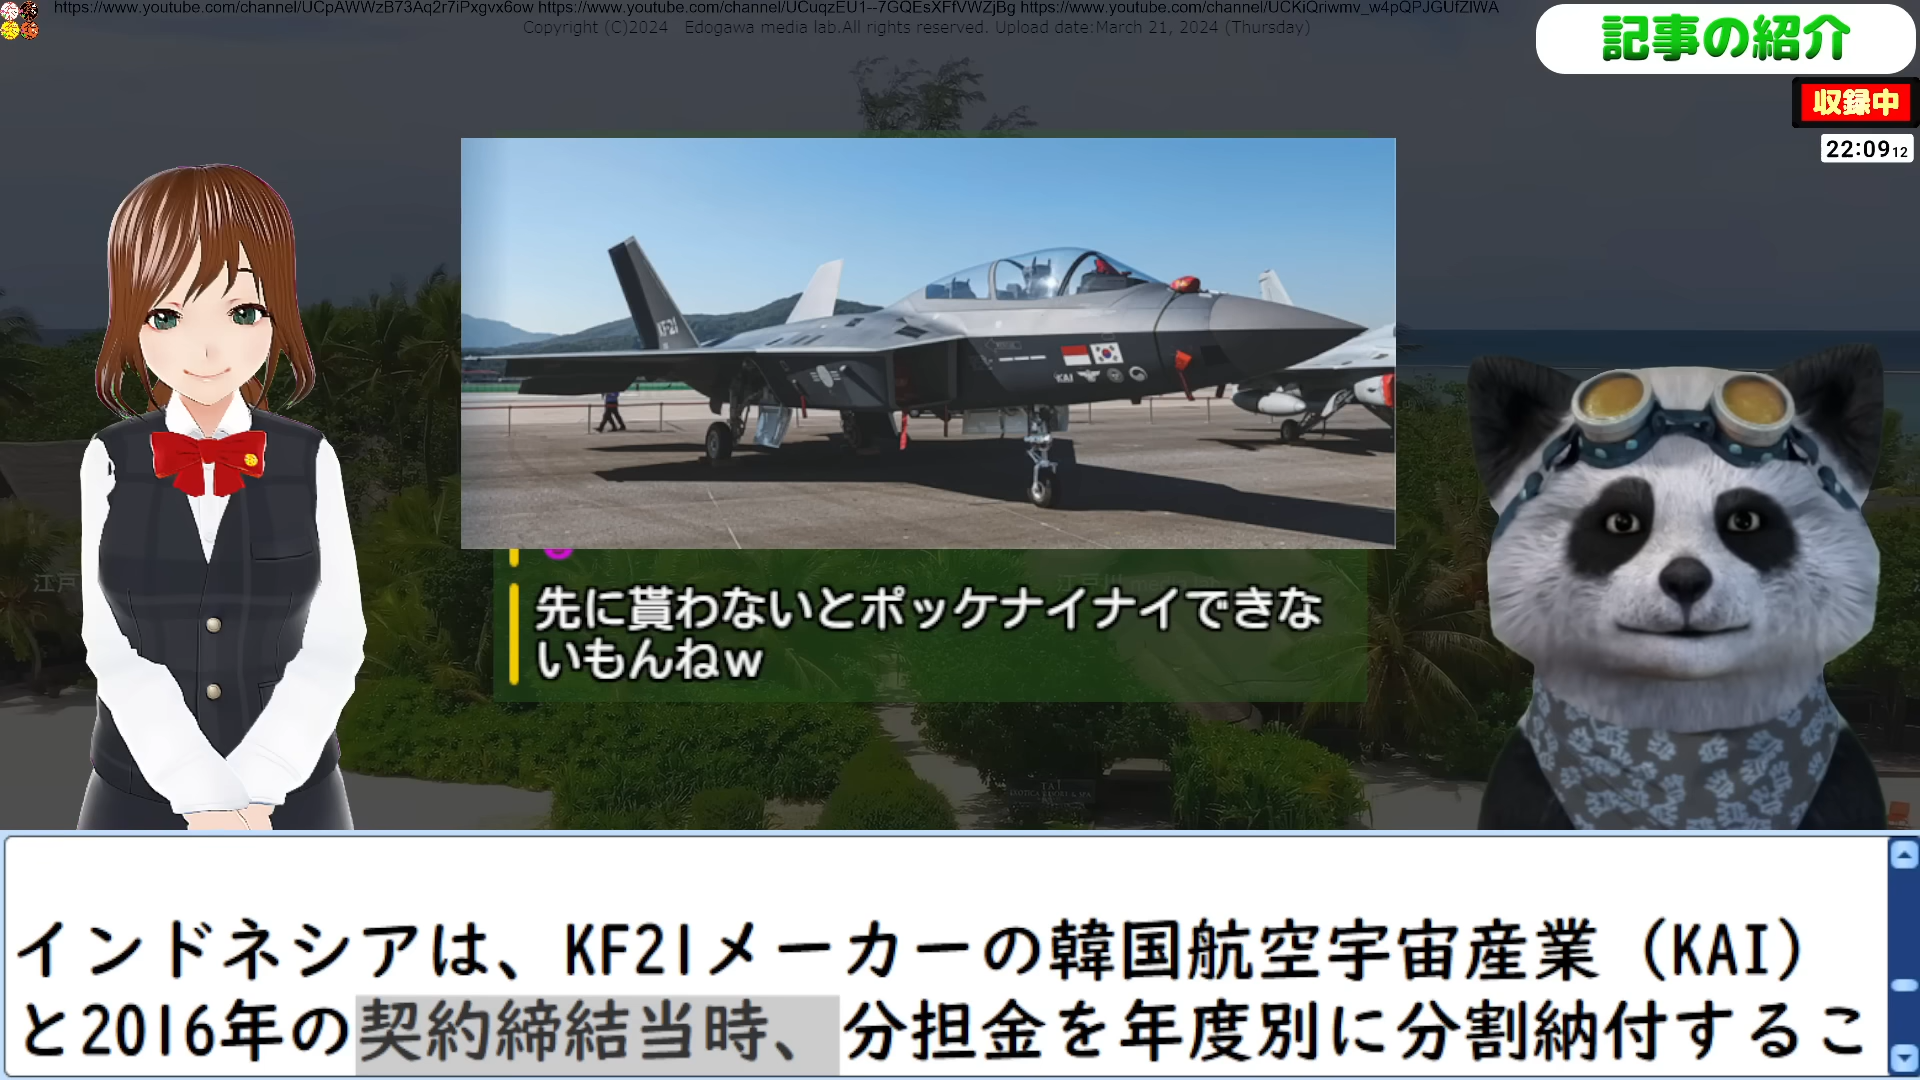 https://www.youtube.com/channel/UCpAWWzB73Aq2r7iPxgvx6ow https://www.youtube.com/channel/UCuqzEU1--7GQEsXFfVWZjBg https://www.youtube.com/channel/UCKiQriwmv_w4pQPJGUfZlWA
Copyright (C)2024 Edogawa media lab.All rights reserved. Upload date:March 21, 2024 (Thursday)
記事の紹介
収録中
22:09 12
KF-21
KAI
先に貰わないとポッケナイナイできな
いもんねw
インドネシアは、KF21メーカーの韓国航空宇宙産業（KAI）
と2016年の契約締結当時、分担金を年度別に分割納付するこ